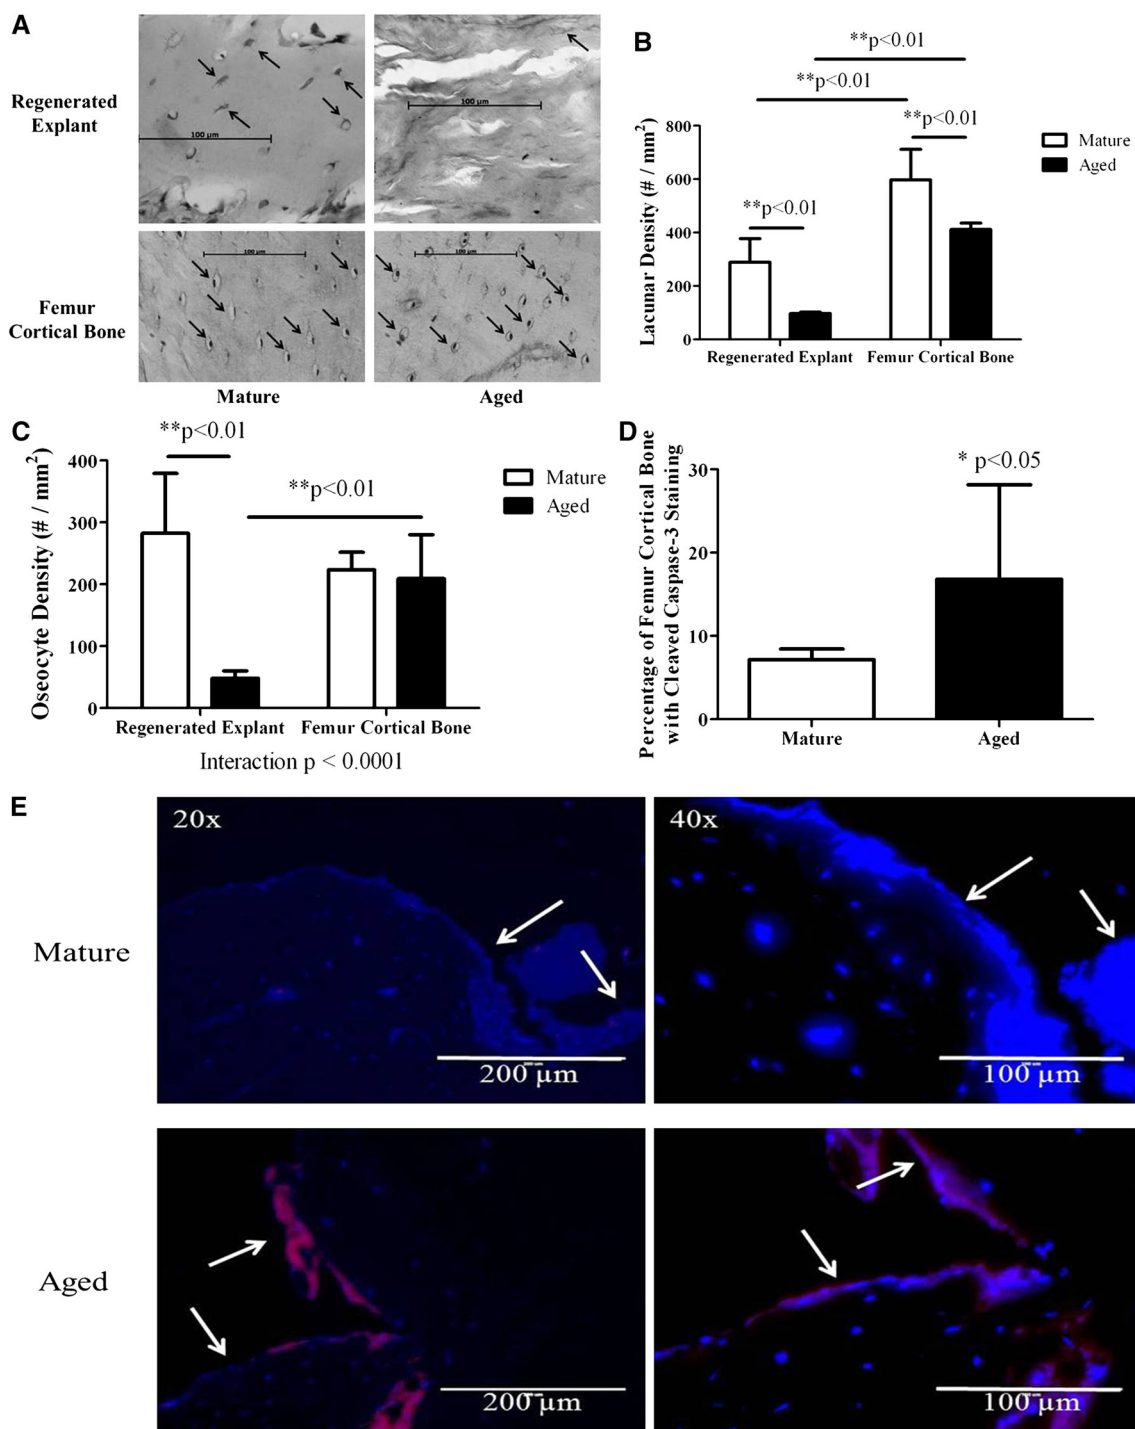 A
Regenerated
Explant
100 µm
100 µm
Femur
Cortical Bone
100 µm
100 µm
Mature
Aged
B
**p<0.01
**p<0.01
**p<0.01
**p<0.01
Lacunar Density (# / mm²)
800
600
400
200
0
Regenerated Explant
Femur Cortical Bone
Mature
Aged
C
**p<0.01
**p<0.01
Oseocyte Density (# / mm²)
400
300
200
100
0
Regenerated Explant
Femur Cortical Bone
Interaction p < 0.0001
Mature
Aged
D
* p<0.05
Percentage of Femur Cortical Bone
with Cleaved Caspase-3 Staining
30
20
10
0
Mature
Aged
E
20x
40x
Mature
200 µm
100 µm
Aged
200 µm
100 µm